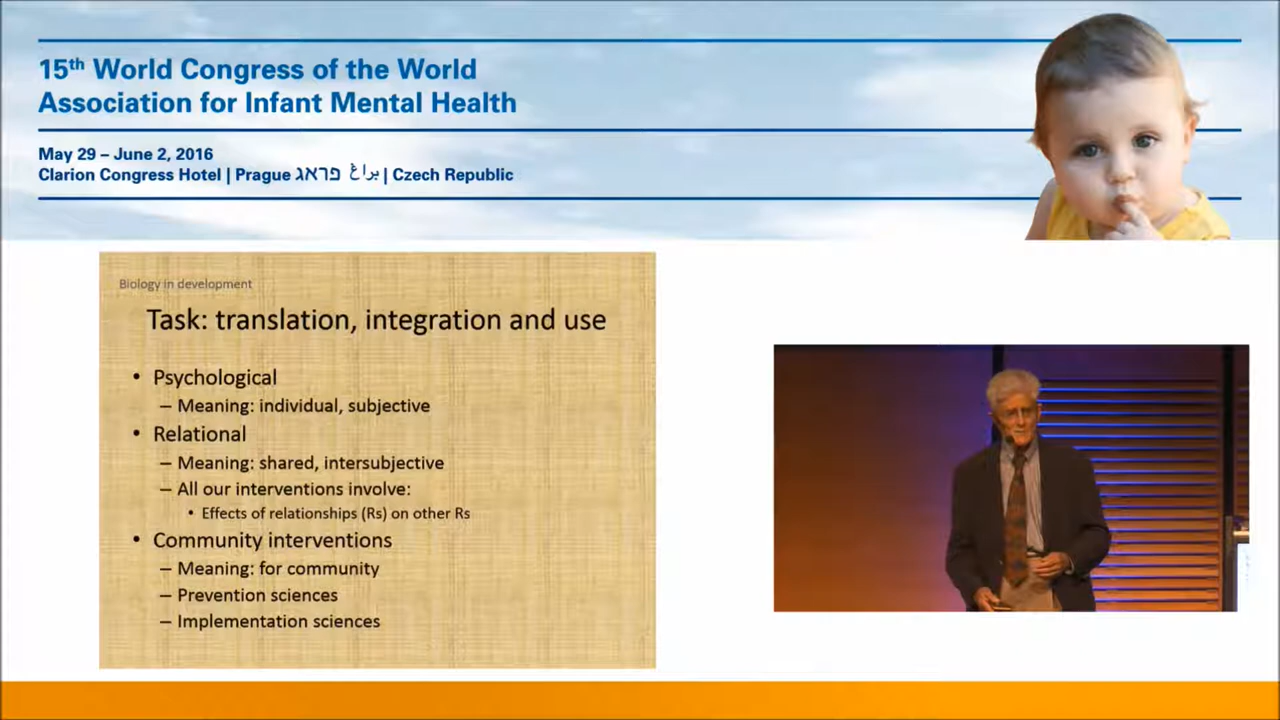 15th World Congress of the World
Association for Infant Mental Health
May 29 – June 2, 2016
Clarion Congress Hotel | Prague פראג براغ | Czech Republic
Biology in development
Task: translation, integration and use
• Psychological
– Meaning: individual, subjective
• Relational
– Meaning: shared, intersubjective
– All our interventions involve:
• Effects of relationships (Rs) on other Rs
• Community interventions
– Meaning: for community
– Prevention sciences
– Implementation sciences